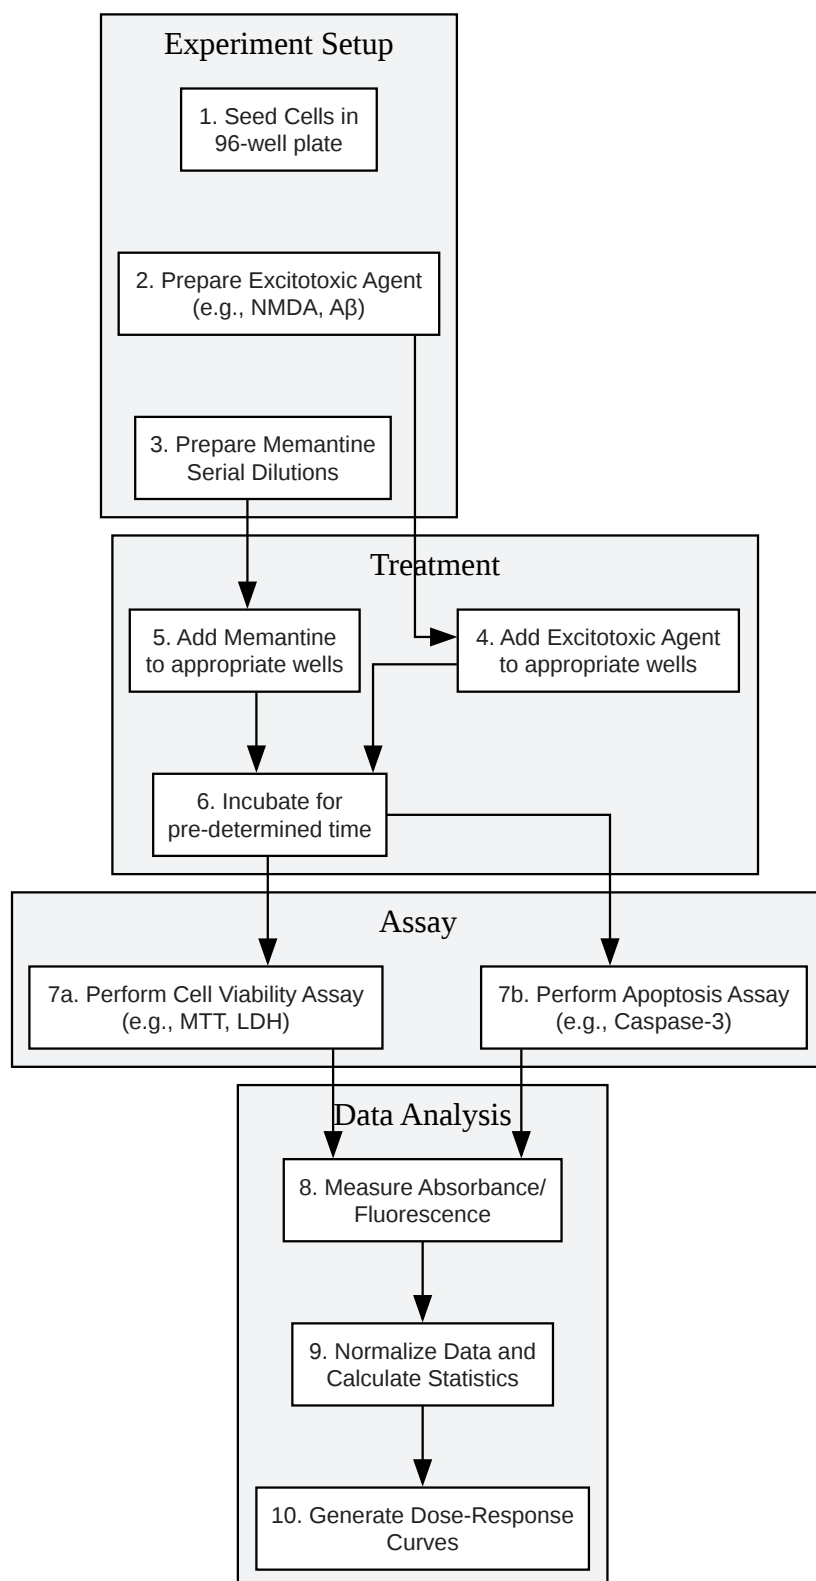 Experiment Setup
1. Seed Cells in
96-well plate
2. Prepare Excitotoxic Agent
(e.g., NMDA, Aβ)
3. Prepare Memantine
Serial Dilutions
Treatment
5. Add Memantine
to appropriate wells
4. Add Excitotoxic Agent
to appropriate wells
6. Incubate for
pre-determined time
Assay
7a. Perform Cell Viability Assay
(e.g., MTT, LDH)
7b. Perform Apoptosis Assay
(e.g., Caspase-3)
Data Analysis
8. Measure Absorbance/
Fluorescence
9. Normalize Data and
Calculate Statistics
10. Generate Dose-Response
Curves